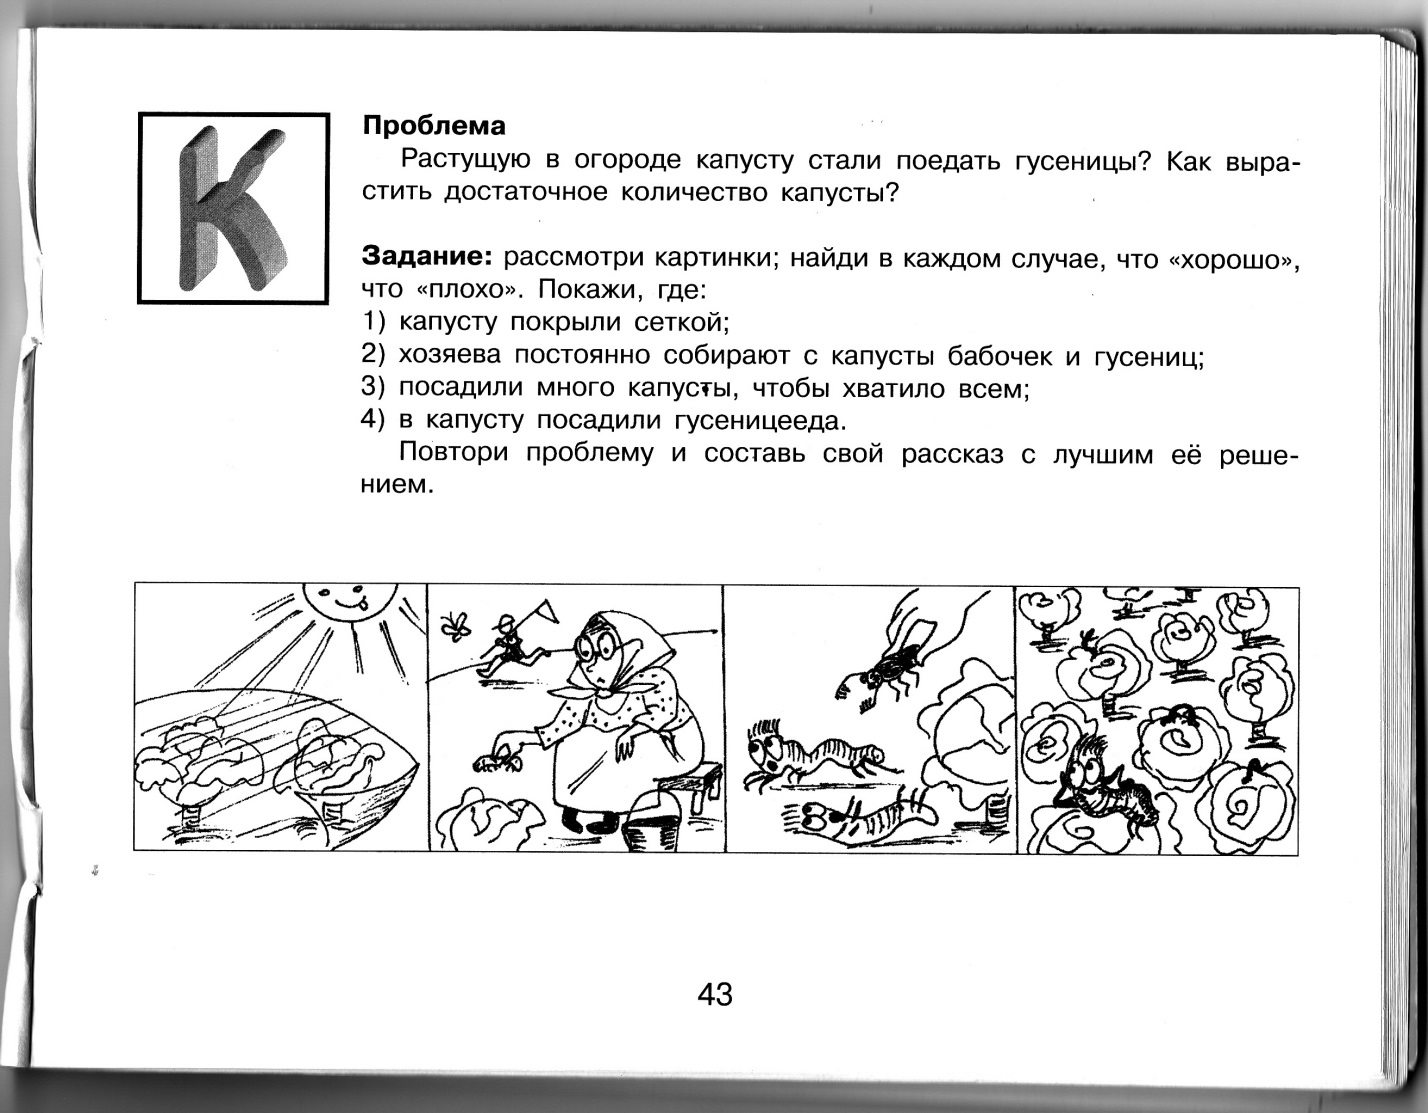 К
Проблема
Растущую в огороде капусту стали поедать гусеницы? Как выра-
стить достаточное количество капусты?
Задание: рассмотри картинки; найди в каждом случае, что «хорошо»,
что «плохо». Покажи, где:
1) капусту покрыли сеткой;
2) хозяева постоянно собирают с капусты бабочек и гусениц;
3) посадили много капусты, чтобы хватило всем;
4) в капусту посадили гусеницееда.
Повтори проблему и составь свой рассказ с лучшим её реше-
нием.
43